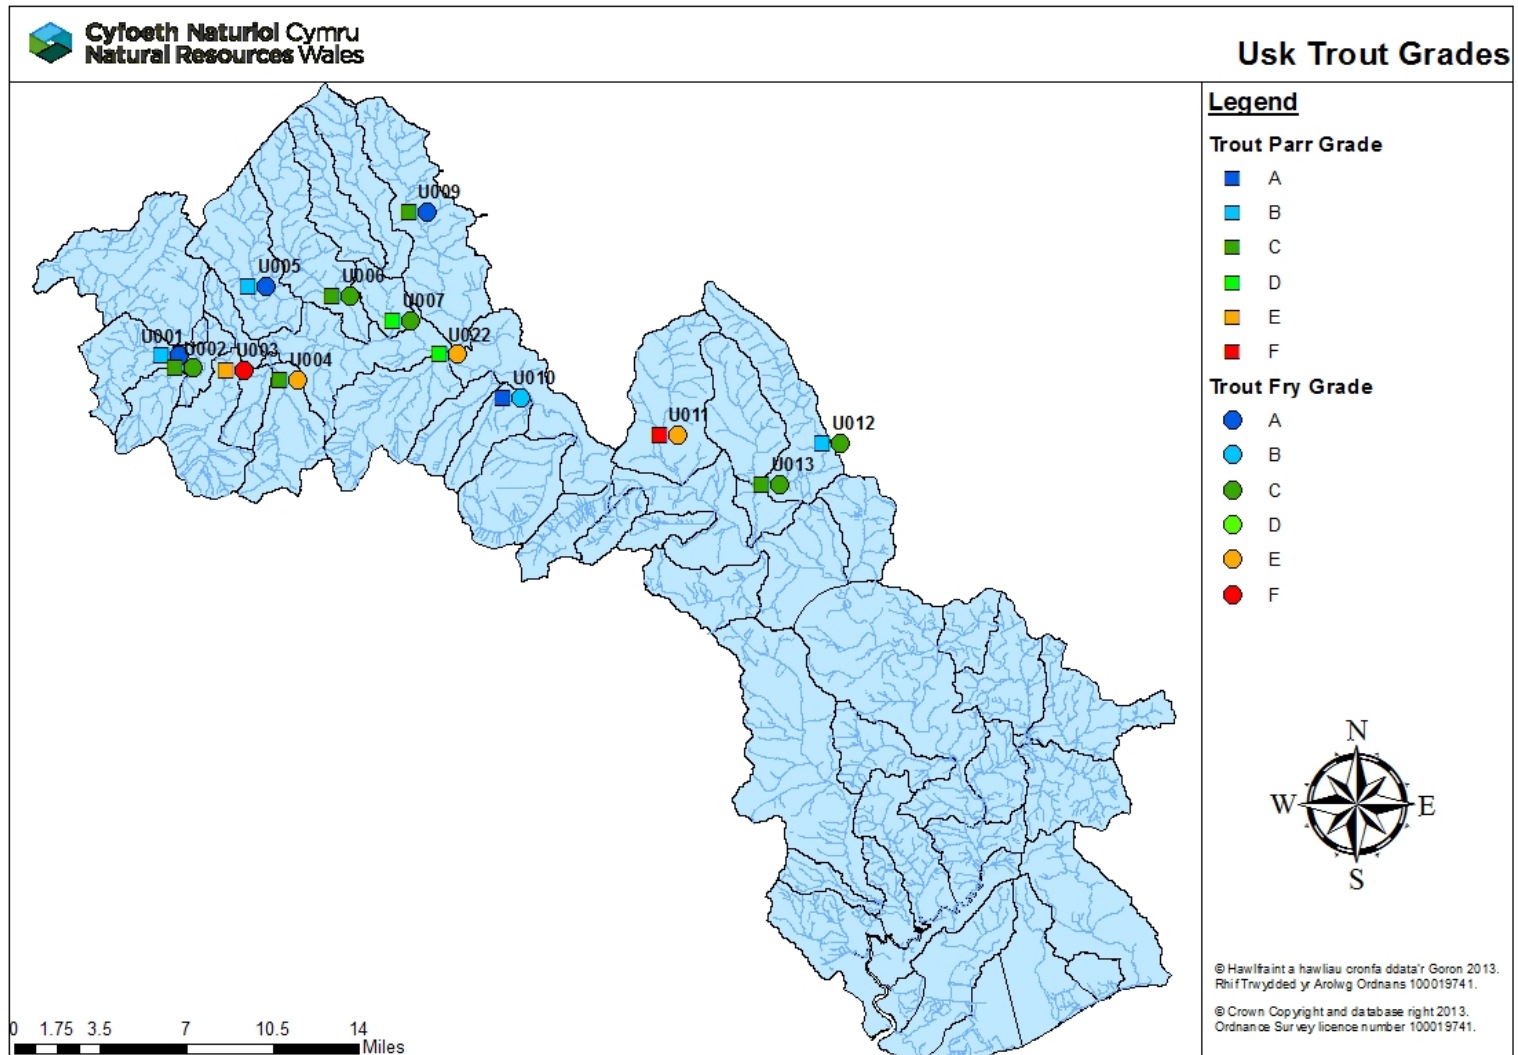 Cyfoeth Naturiol Cymru
Natural Resources Wales
Usk Trout Grades
Legend
Trout Parr Grade
A
B
C
D
E
F
Trout Fry Grade
A
B
C
D
E
F
U009
U005
U006
U007
U001
U002
U003
U004
U022
U010
U011
U012
U013
N
W
E
S
0 1.75 3.5 7 10.5 14
Miles
© Hawlfraint a hawliau cronfa ddata'r Goron 2013.
Rhif Trwydded yr Arolwg Ordnans 100019741.
© Crown Copyright and database right 2013.
Ordnance Survey licence number 100019741.